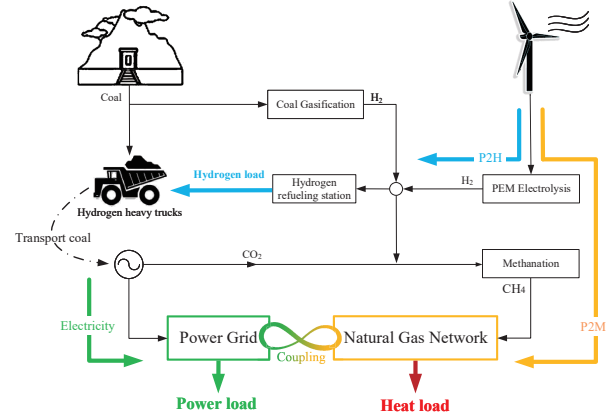 Coal
Coal Gasification
H₂
P2H
Hydrogen load
Hydrogen
refueling station
H₂
PEM Electrolysis
Hydrogen heavy trucks
Transport coal
CO₂
Methanation
CH4
Electricity
P2M
Power Grid
Coupling
Natural Gas Network
Power load
Heat load